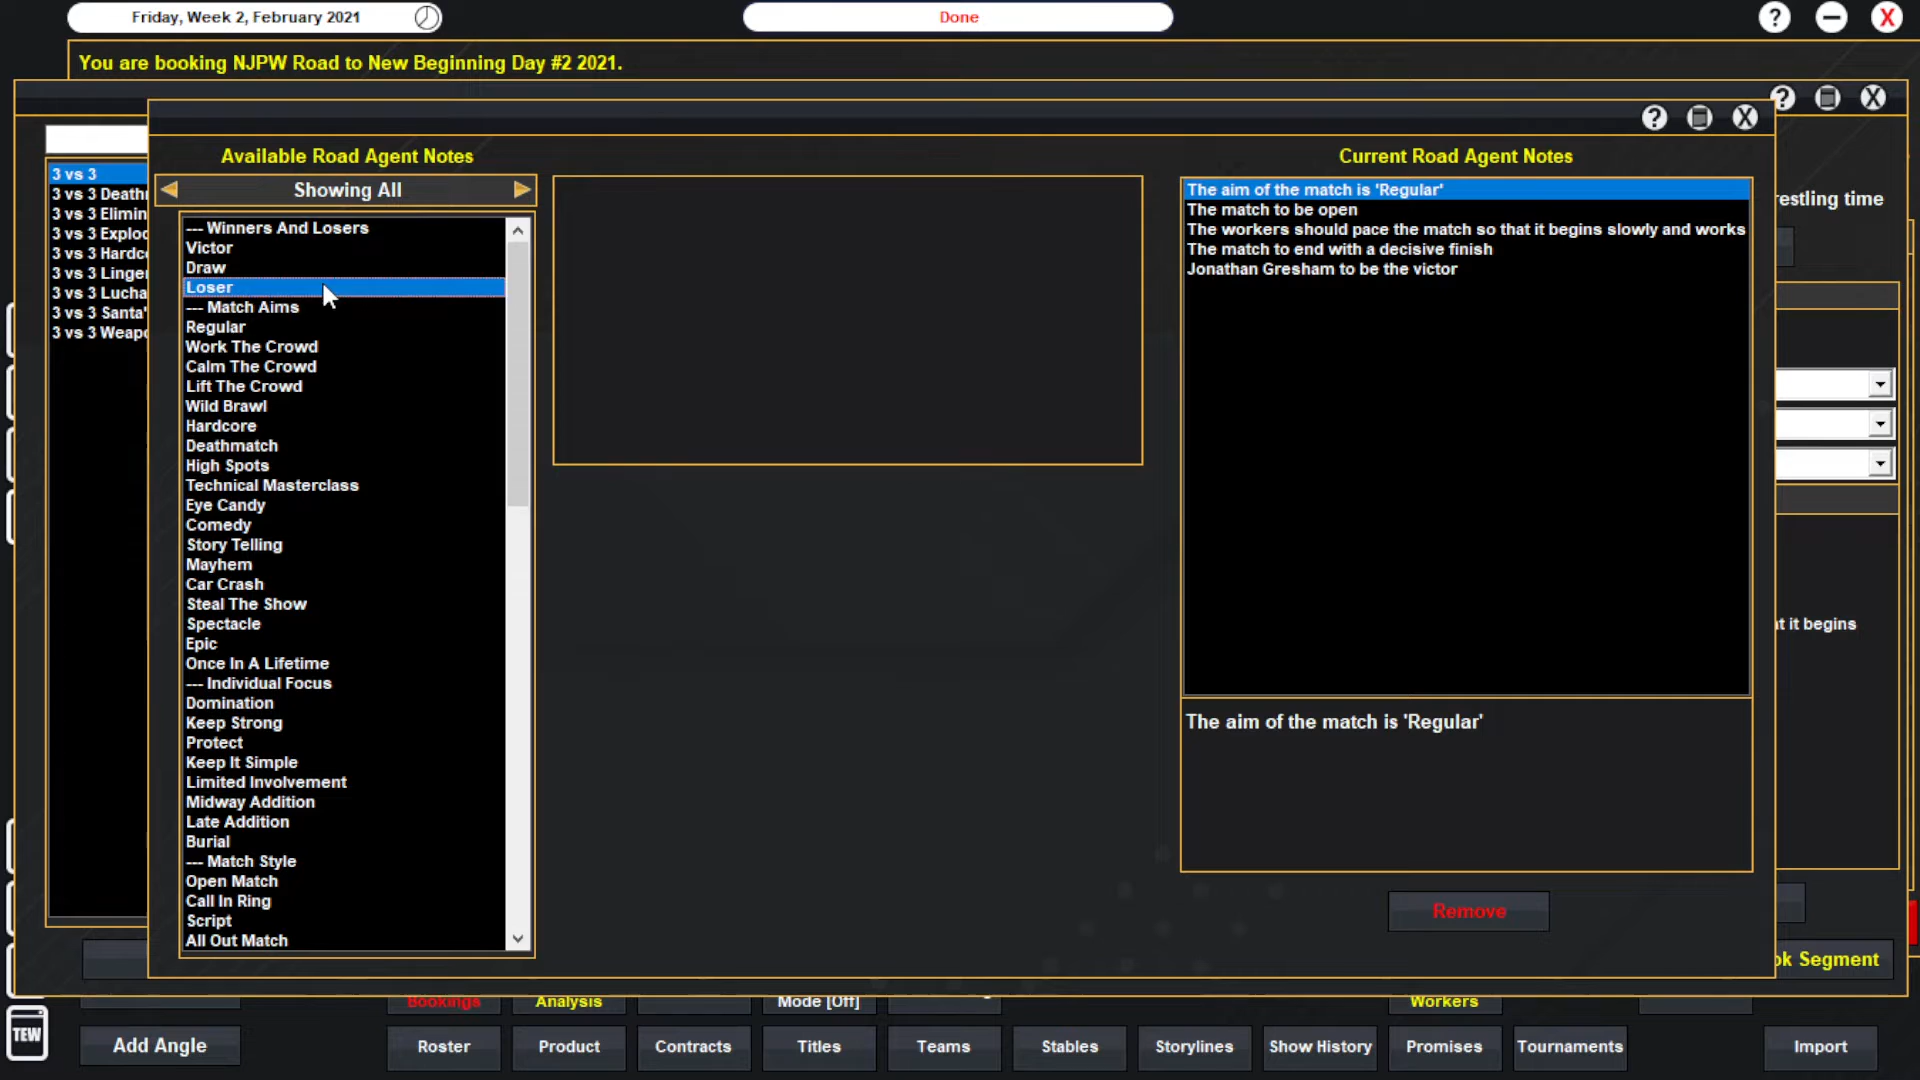 Friday, Week 2, February 2021
Done
?
X
You are booking NJPW Road to New Beginning Day #2 2021.
?
X
?
X
Available Road Agent Notes
Current Road Agent Notes
Showing All
3 vs 3
3 vs 3 Death
3 vs 3 Elimin
3 vs 3 Explo
3 vs 3 Hardc
3 vs 3 Linge
3 vs 3 Lucha
3 vs 3 Santa'
3 vs 3 Weap
--- Winners And Losers
Victor
Draw
Loser
--- Match Aims
Regular
Work The Crowd
Calm The Crowd
Lift The Crowd
Wild Brawl
Hardcore
Deathmatch
High Spots
Technical Masterclass
Eye Candy
Comedy
Story Telling
Mayhem
Car Crash
Steal The Show
Spectacle
Epic
Once In A Lifetime
--- Individual Focus
Domination
Keep Strong
Protect
Keep It Simple
Limited Involvement
Midway Addition
Late Addition
Burial
--- Match Style
Open Match
Call In Ring
Script
All Out Match
The aim of the match is 'Regular'
The match to be open
The workers should pace the match so that it begins slowly and works
The match to end with a decisive finish
Jonathan Gresham to be the victor
The aim of the match is 'Regular'
Remove
restling time
it begins
ok Segment
Bookings
Analysis
Mode [Off]
Workers
TEW
Add Angle
Roster
Product
Contracts
Titles
Teams
Stables
Storylines
Show History
Promises
Tournaments
Import